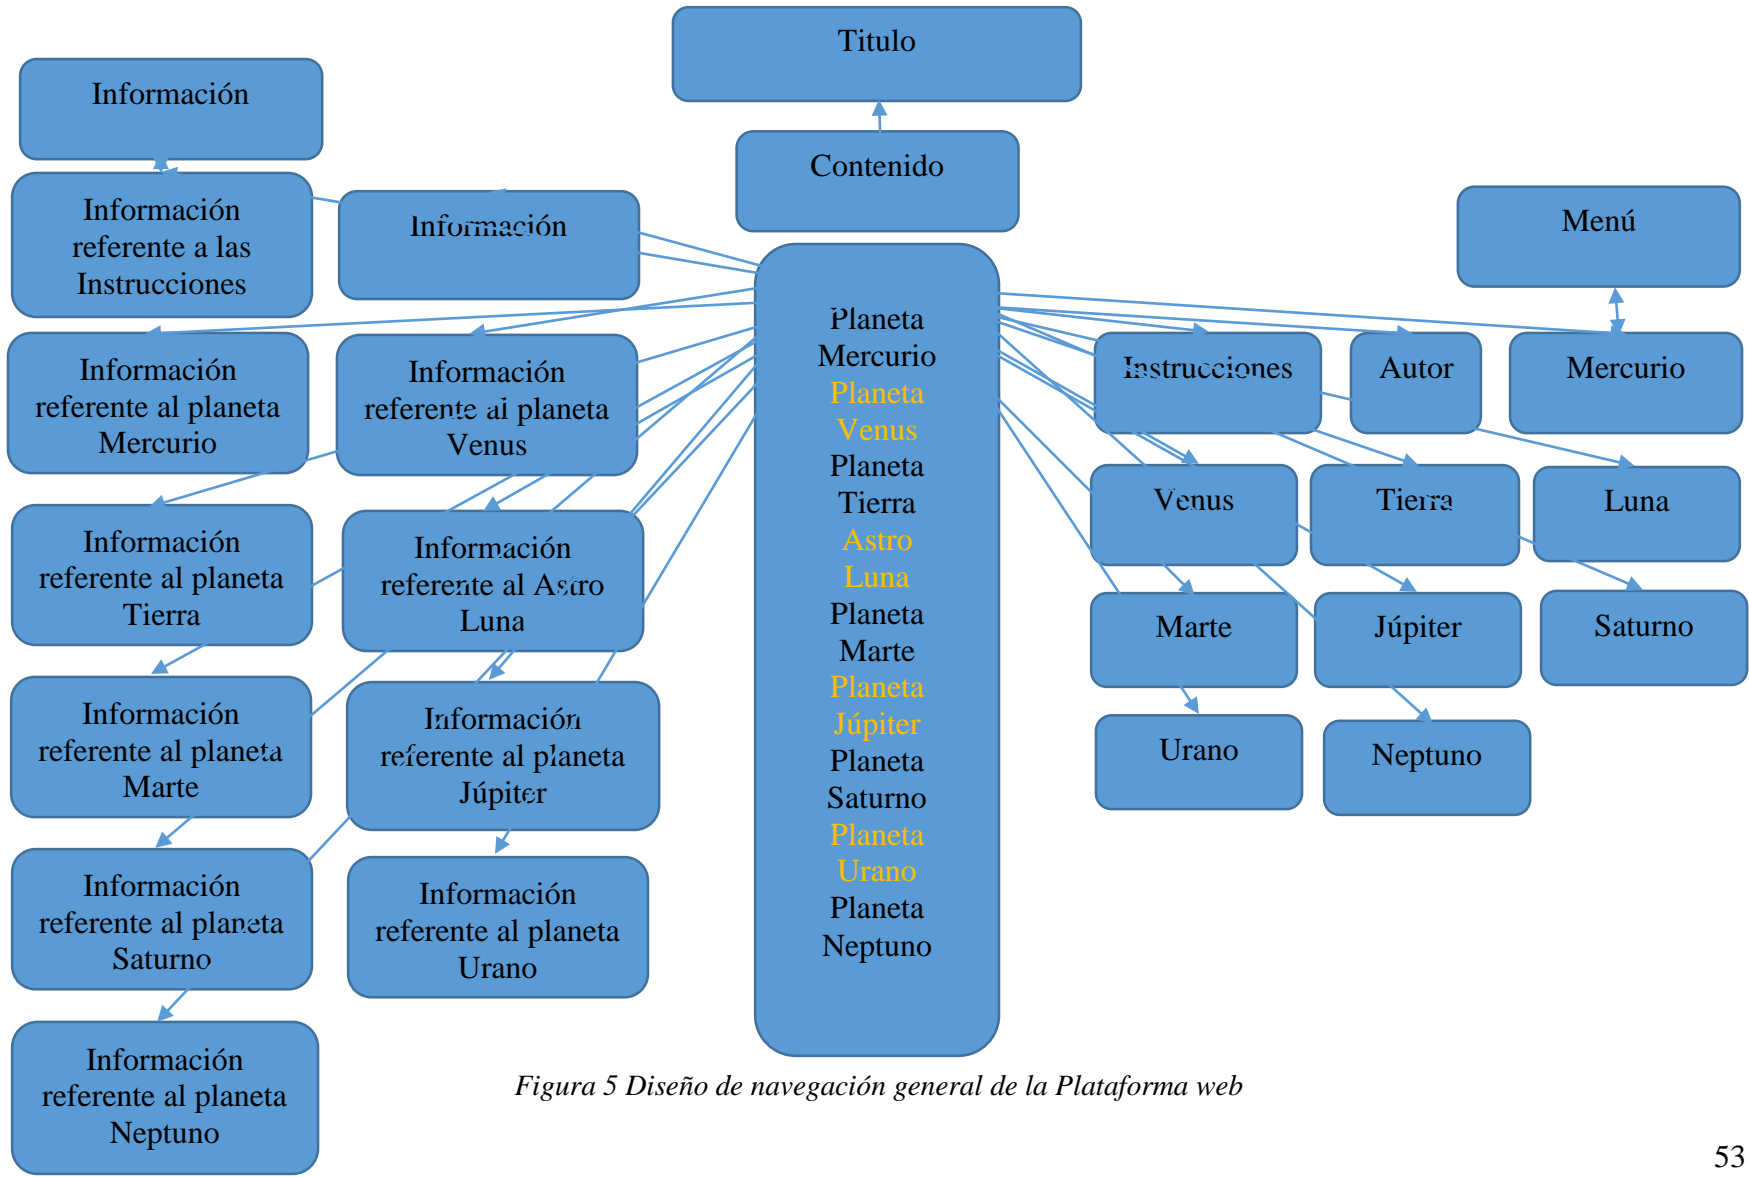 Titulo
Contenido
Información
Información
referente a las
Instrucciones
Información
Información
referente al planeta
Mercurio
Información
referente al planeta
Venus
Información
referente al planeta
Tierra
Información
referente al Astro
Luna
Información
referente al planeta
Marte
Información
referente al planeta
Júpiter
Información
referente al planeta
Saturno
Información
referente al planeta
Urano
Información
referente al planeta
Neptuno
Planeta
Mercurio
Planeta
Venus
Planeta
Tierra
Astro
Luna
Planeta
Marte
Planeta
Júpiter
Planeta
Saturno
Planeta
Urano
Planeta
Neptuno
Menú
Instrucciones
Autor
Mercurio
Venus
Tierra
Luna
Marte
Júpiter
Saturno
Urano
Neptuno
Figura 5 Diseño de navegación general de la Plataforma web
53